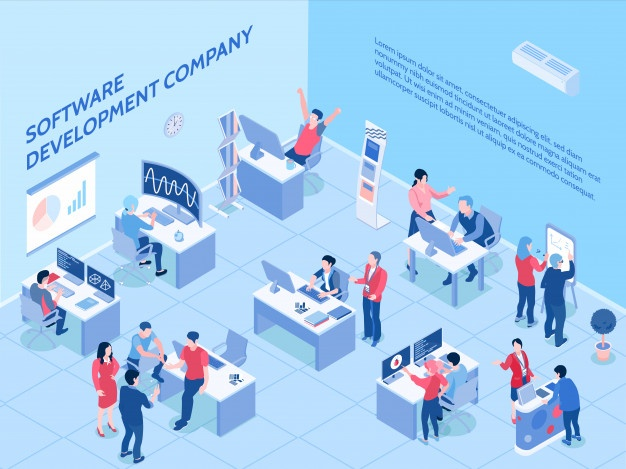 SOFTWARE
DEVELOPMENT COMPANY
Lorem ipsum dolor sit amet,
consectetuer adipiscing elit, sed diam
nonummy nibh euismod tincidunt ut laoreet dolore
magna aliquam erat volutpat. Ut wisi enim ad
minim veniam, quis nostrud exerci tation ullamcorper
suscipit lobortis nisl ut aliquip ex ea commodo consequat.